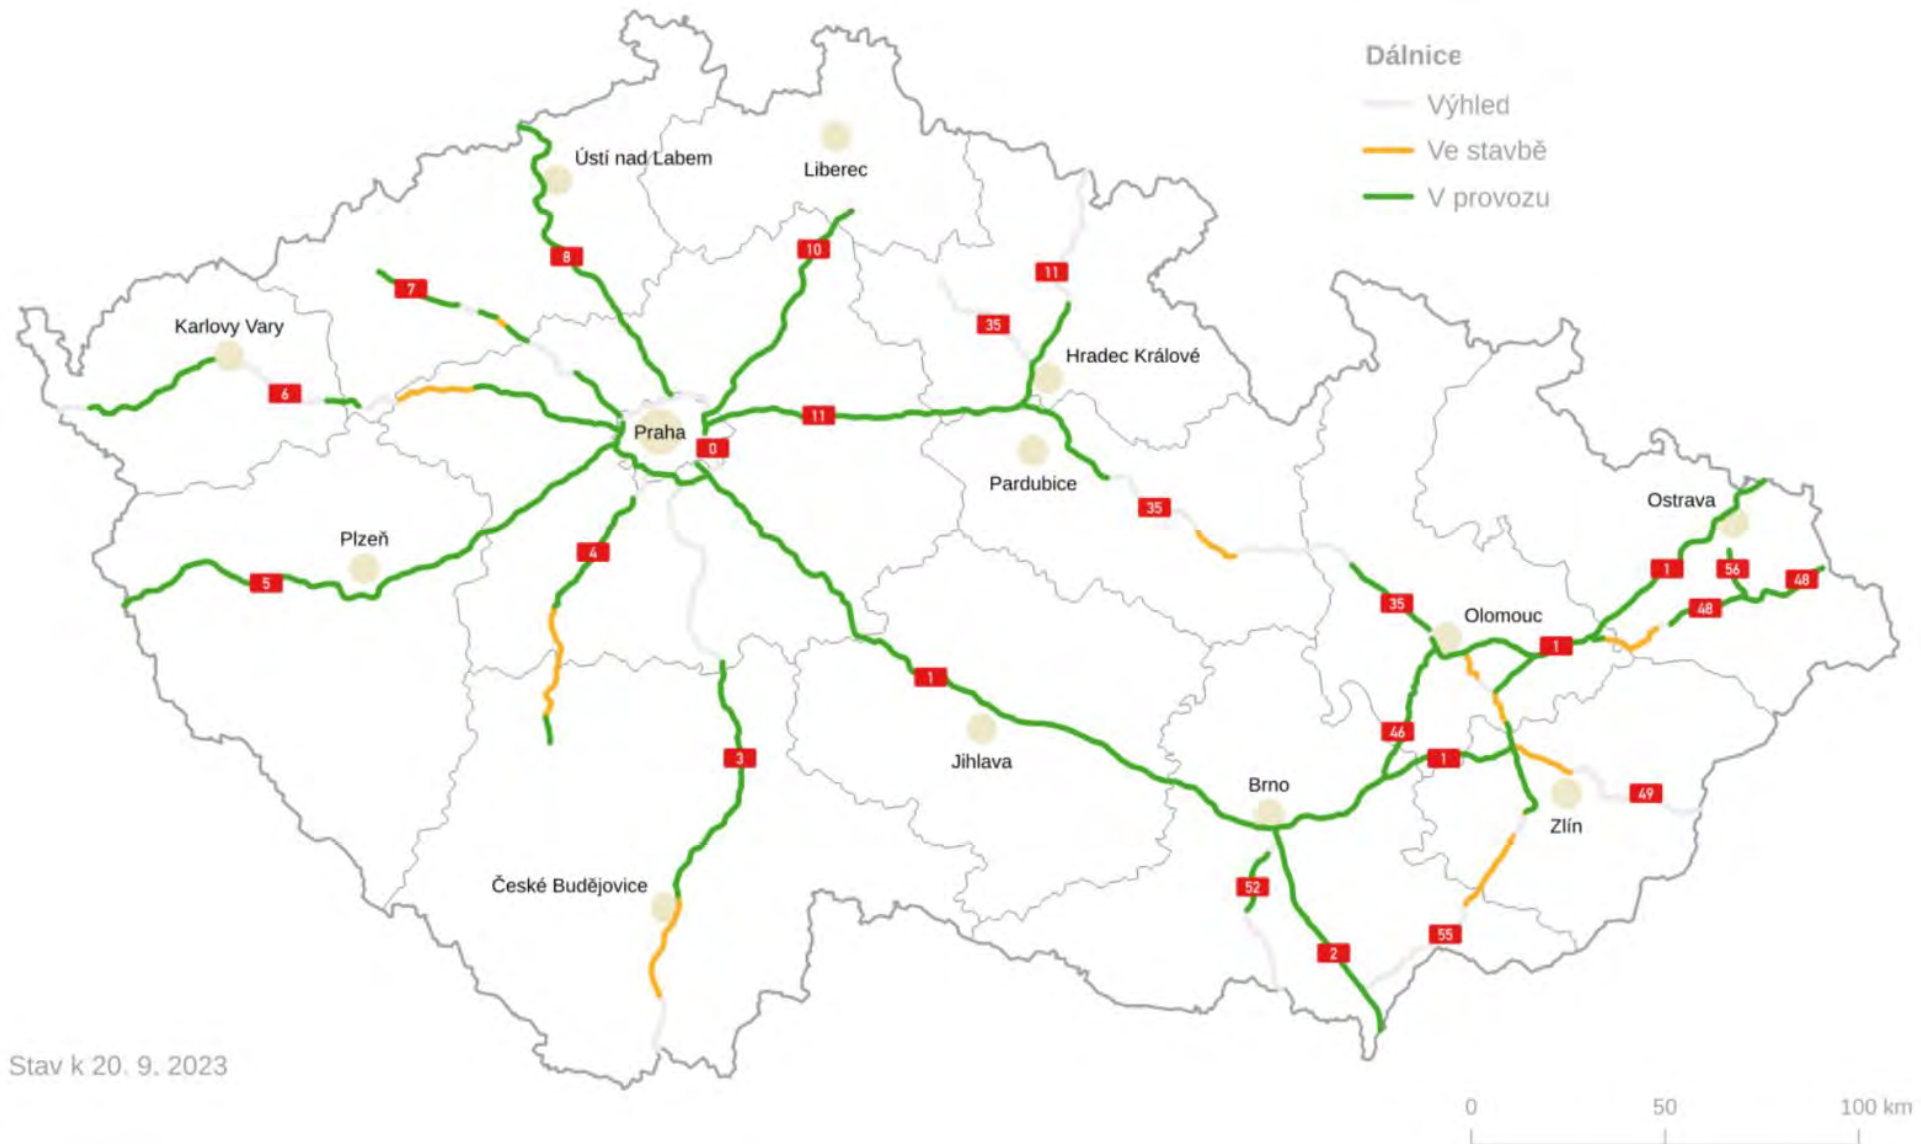 Dálnice
Výhled
Ve stavbě
V provozu
Ústí nad Labem
Liberec
8
10
7
11
35
Karlovy Vary
Hradec Králové
6
11
Praha
0
Pardubice
35
Ostrava
Plzeň
4
5
1
56
48
48
35
Olomouc
1
1
46
3
Jihlava
1
Brno
49
Zlín
České Budějovice
52
55
2
Stav k 20. 9. 2023
0 50 100 km